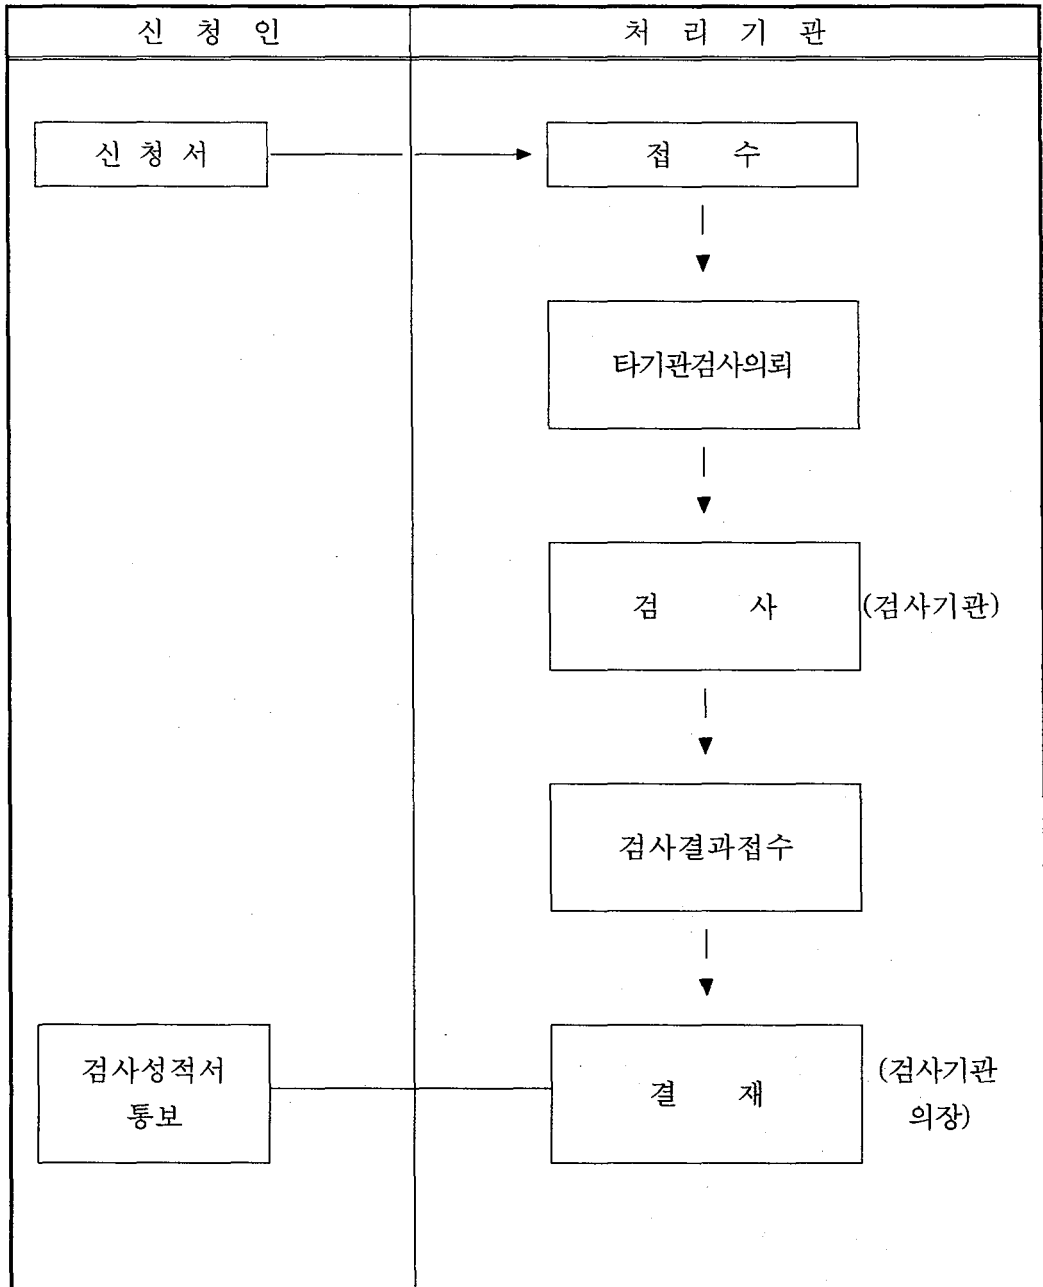 신 청 인 처 리 기 관
신 청 서 접 수
타기관검사의뢰
검 사 (검사기관)
검사결과접수
검사성적서
통보
결 재
(검사기관
의장)